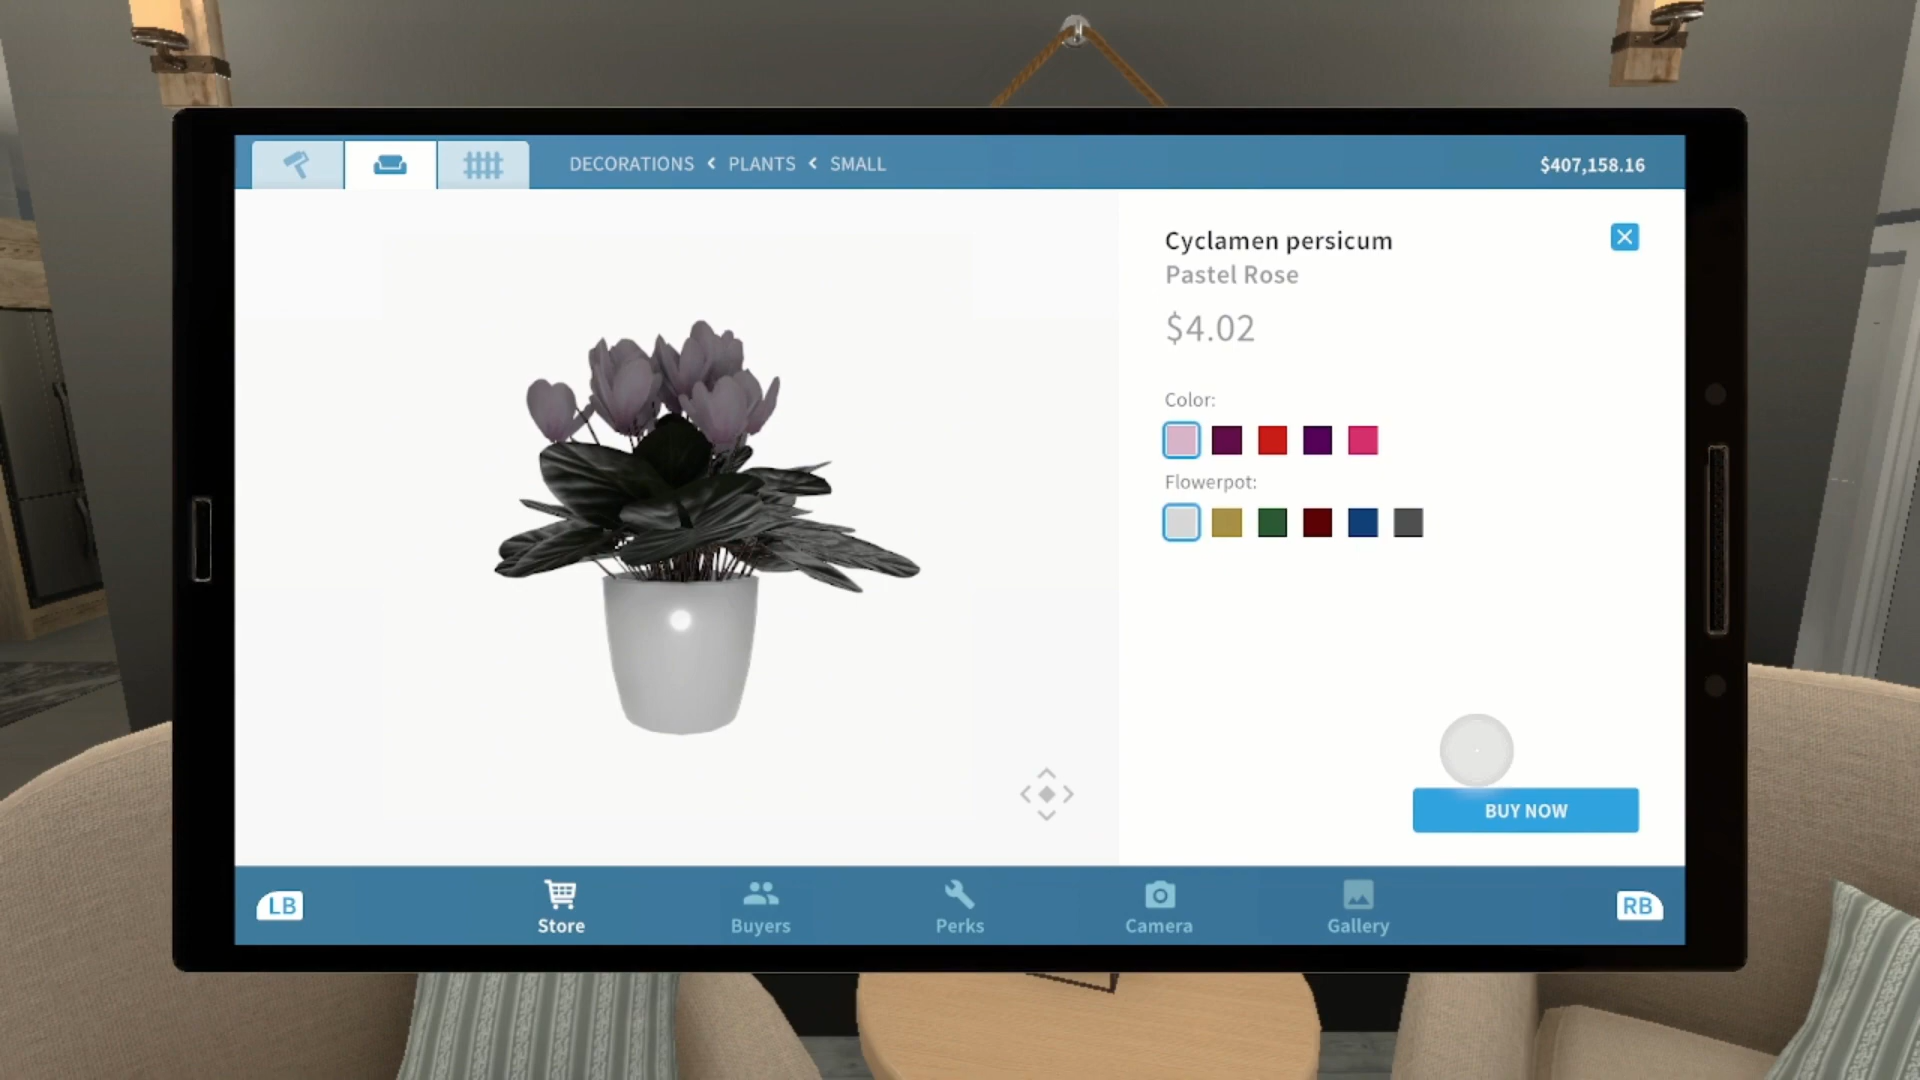 DECORATIONS < PLANTS < SMALL
$407,158.16
Cyclamen persicum
Pastel Rose
$4.02
Color:
Flowerpot:
BUY NOW
LB
Store
Buyers
Perks
Camera
Gallery
RB